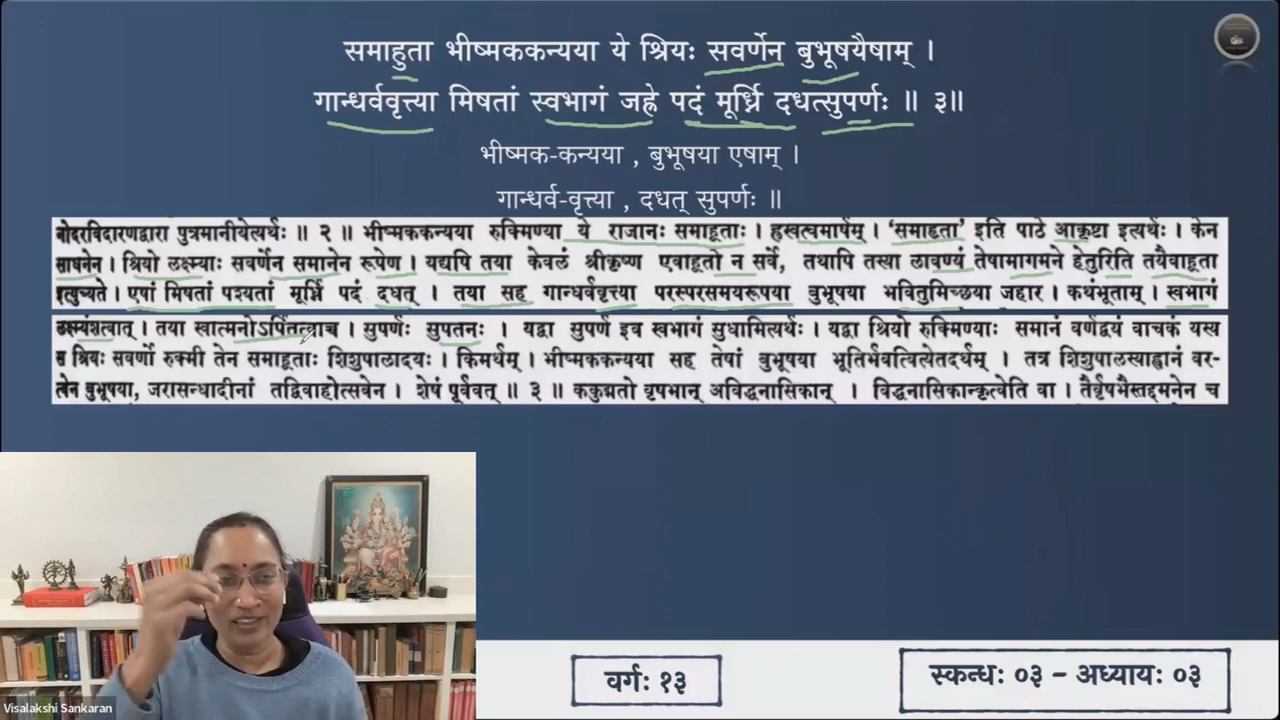 समाहुता भीष्मककन्यया ये श्रियः सवर्णेन बुभूषयैषाम् ।
गान्धर्ववृत्त्या मिषतां स्वभागं जह्रे पदं मूर्ध्नि दधत्सुपर्णः ॥ ३॥
भीष्मक-कन्यया , बुभूषया एषाम् ।
गान्धर्व-वृत्त्या , दधत् सुपर्णः ॥
पुत्रमानीयेत्यर्थः ॥ २ ॥ भीष्मककन्यया रुक्मिण्या ये राजानः समाहूताः । ह्रस्वत्वमार्षम् । ‘समाहृता’ इति पाठे आकृष्टा इत्यर्थः । केन
साधनेन । श्रियो लक्ष्म्याः सवर्णेन समानेन रूपेण । यद्यपि तया केवलं श्रीकृष्ण एवाहूतो न सर्वे, तथापि तस्या लावण्यं तेषामागमने हेतुरिति तयैवाहूता
इत्युच्यते । एषां मिषतां पश्यतां मूर्ध्नि पदं दधत् । तया सह गान्धर्ववृत्त्या परस्परसमयरूपया बुभूषया भवितुमिच्छया जहार । कथंभूताम् । स्वभागं
लक्ष्म्यंशत्वात् । तया स्वात्मनोऽर्पितत्वाच्च । सुपर्णः सुपतनः । यद्वा सुपर्ण इव स्वभागं सुधामित्यर्थः । यद्वा श्रियो रुक्मिण्याः समानं वर्णद्वयं वाचकं यस्य
स श्रियः सवर्णो रुक्मी तेन समाहूताः शिशुपालादयः । किमर्थम् । भीष्मककन्यया सह तेषां बुभूषया भूतिर्भवत्वित्येतदर्थम् । तत्र शिशुपालस्याह्वानं वर-
त्वेन बुभूषया, जरासन्धादीनां तद्विवाहोत्सवेन । शेषं पूर्ववत् ॥ ३ ॥ ककुद्मतो वृषभान् अविद्धनासिकान् । विद्धनासिकान्कृत्वेति वा । तैर्वृषभैस्तद्दमनेन च
Visalakshi Sankaran
वर्गः १३
स्कन्धः ०३ – अध्यायः ०३